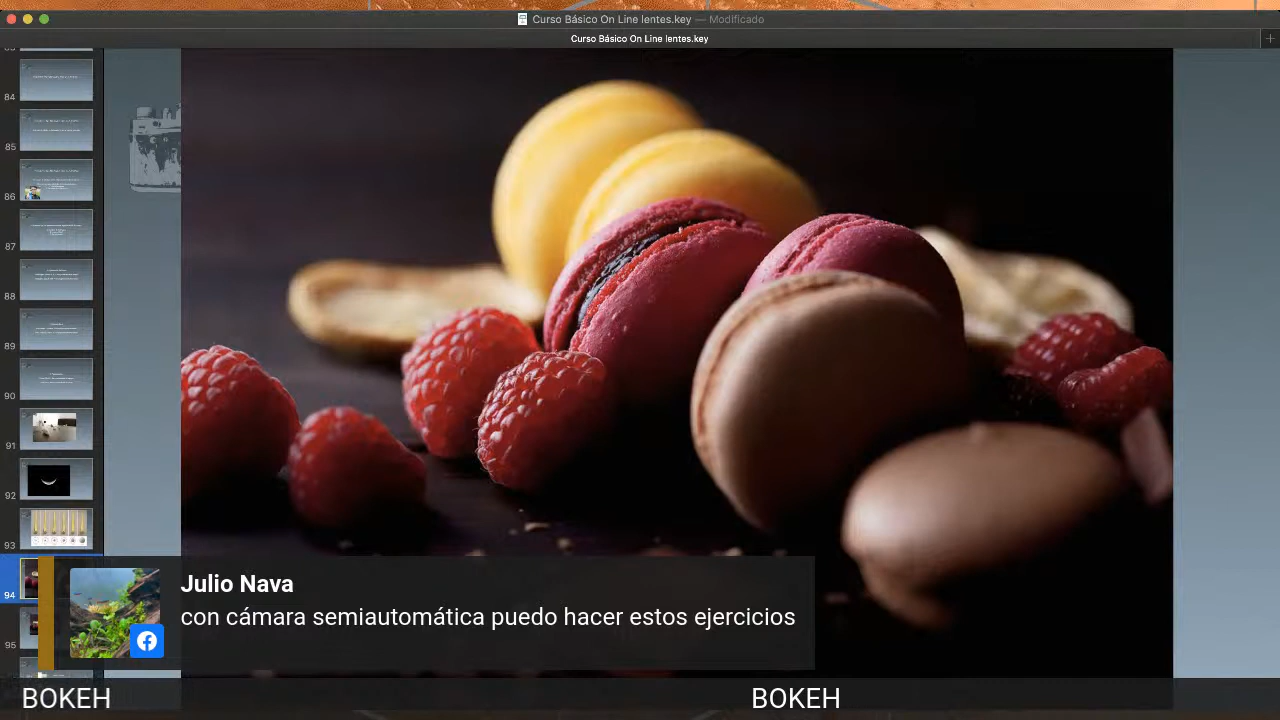 Curso Básico On Line lentes.key — Modificado
Curso Básico On Line lentes.key
84
85
86
87
88
89
90
91
92
93
94
95
Julio Nava
con cámara semiautomática puedo hacer estos ejercicios
BOKEH
BOKEH